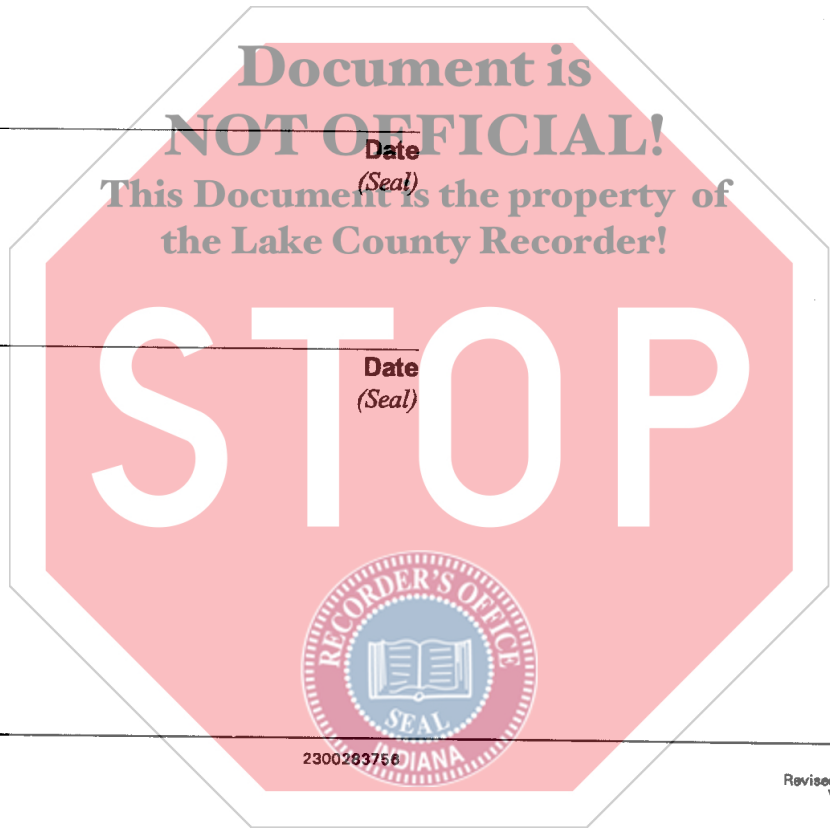 Document is
NOT OFFICIAL!
Date
(Seal)
This Document is the property of
the Lake County Recorder!
STOP
Date
(Seal)
RECORDER'S OFFICE
SEAL
INDIANA
2300283756
Revised